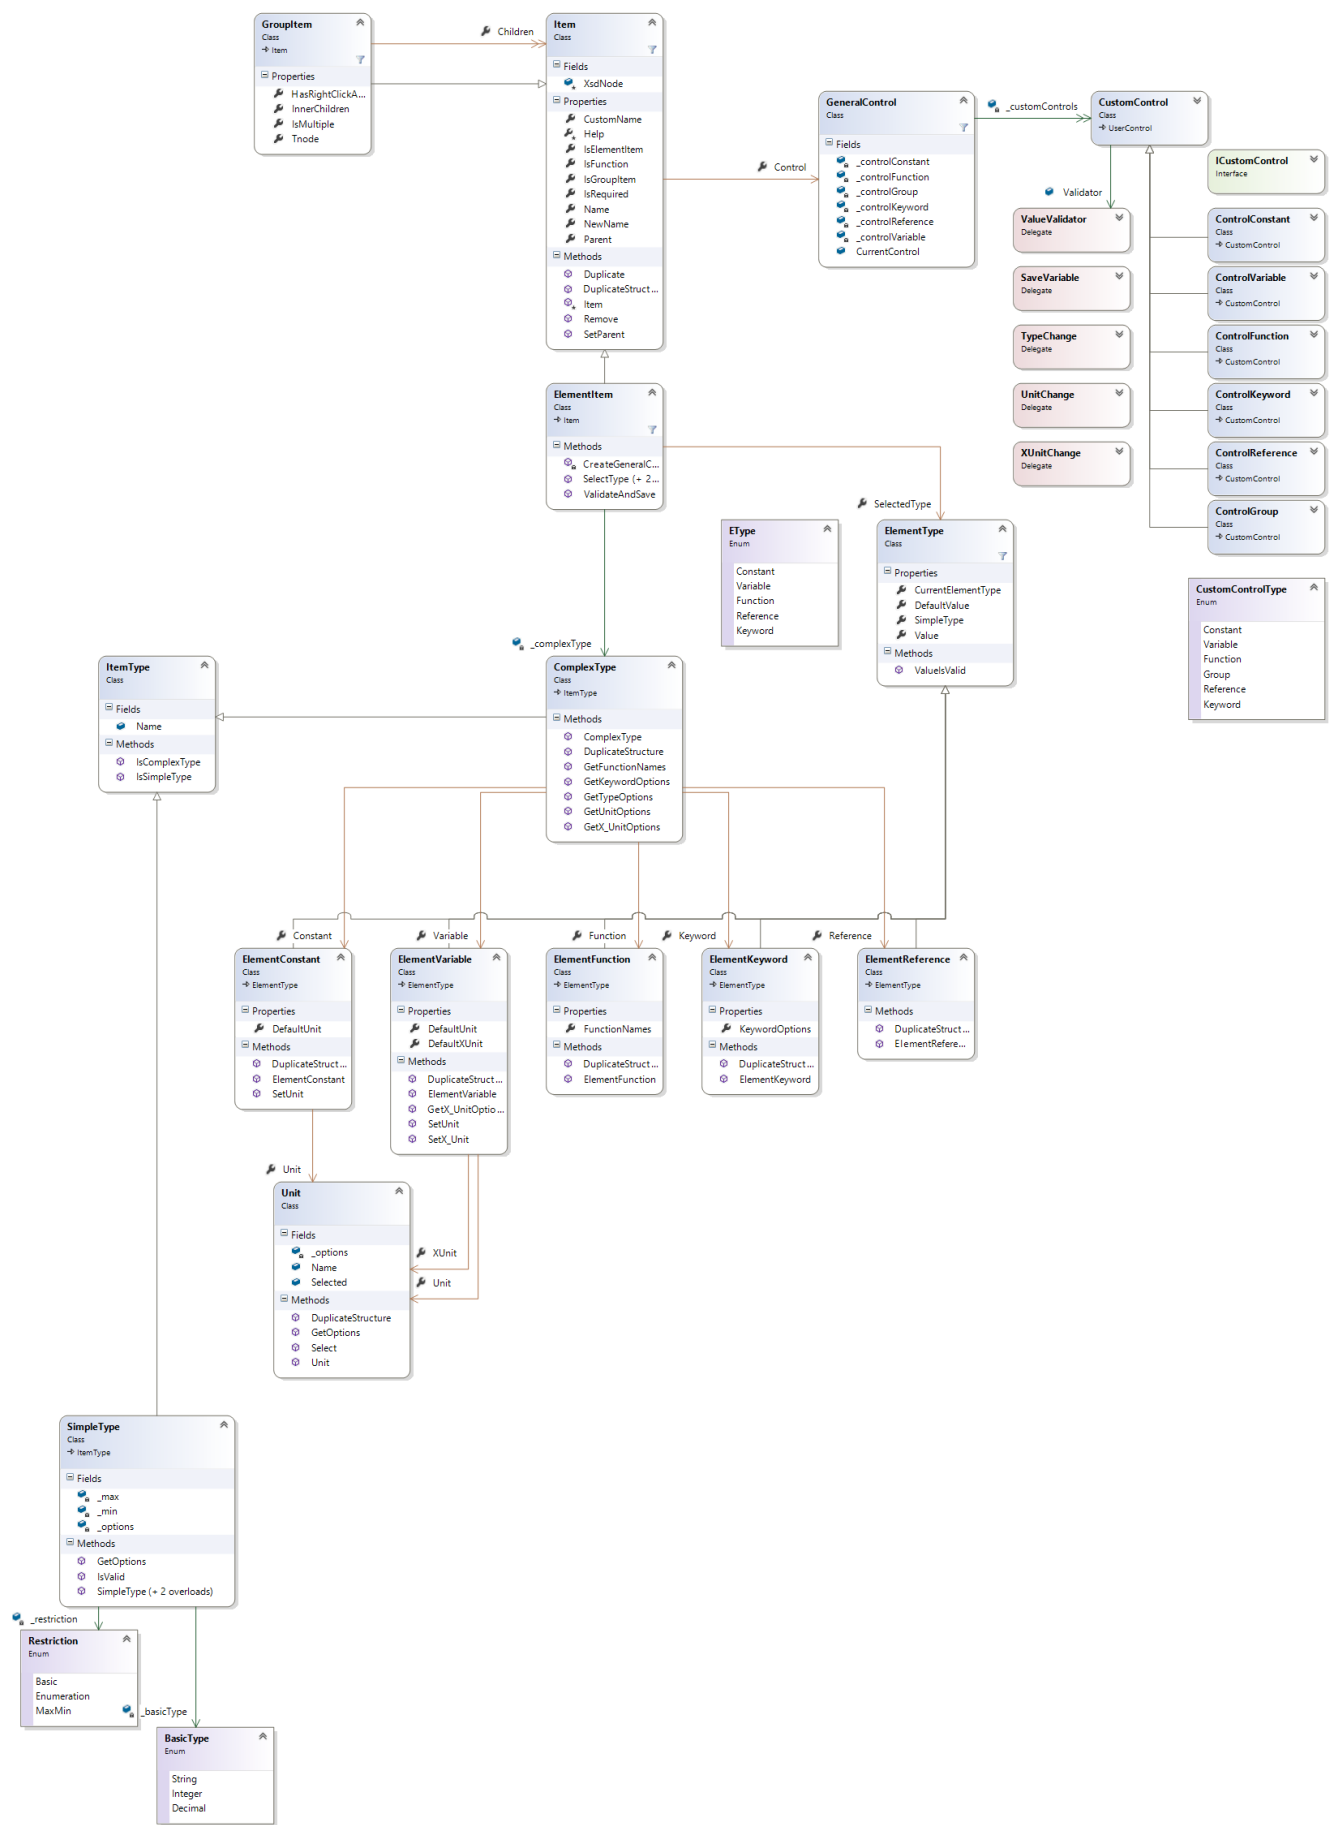 GroupItem
Class
Item
Properties
HasRightClickA...
InnerChildren
IsMultiple
Tnode
Children
Item
Class
Fields
XsdNode
Properties
CustomName
Help
IsElementItem
IsFunction
IsGroupItem
IsRequired
Name
NewName
Parent
Methods
Duplicate
DuplicateStruct...
Item
Remove
SetParent
Control
GeneralControl
Class
Fields
_controlConstant
_controlFunction
_controlGroup
_controlKeyword
_controlReference
_controlVariable
CurrentControl
_customControls
CustomControl
Class
UserControl
Validator
ICustomControl
Interface
ValueValidator
Delegate
SaveVariable
Delegate
TypeChange
Delegate
UnitChange
Delegate
XUnitChange
Delegate
ControlConstant
Class
CustomControl
ControlVariable
Class
CustomControl
ControlFunction
Class
CustomControl
ControlKeyword
Class
CustomControl
ControlReference
Class
CustomControl
ControlGroup
Class
CustomControl
ElementItem
Class
Item
Methods
CreateGeneralC...
SelectType (+ 2...
ValidateAndSave
SelectedType
EType
Enum
Constant
Variable
Function
Reference
Keyword
ElementType
Class
Properties
CurrentElementType
DefaultValue
SimpleType
Value
Methods
ValueIsValid
CustomControlType
Enum
Constant
Variable
Function
Group
Reference
Keyword
_complexType
ItemType
Class
Fields
Name
Methods
IsComplexType
IsSimpleType
ComplexType
Class
ItemType
Methods
ComplexType
DuplicateStructure
GetFunctionNames
GetKeywordOptions
GetTypeOptions
GetUnitOptions
GetX_UnitOptions
Constant
Variable
Function
Keyword
Reference
ElementConstant
Class
ElementType
Properties
DefaultUnit
Methods
DuplicateStruct...
ElementConstant
SetUnit
ElementVariable
Class
ElementType
Properties
DefaultUnit
DefaultXUnit
Methods
DuplicateStruct...
ElementVariable
GetX_UnitOptio...
SetUnit
SetX_Unit
ElementFunction
Class
ElementType
Properties
FunctionNames
Methods
DuplicateStruct...
ElementFunction
ElementKeyword
Class
ElementType
Properties
KeywordOptions
Methods
DuplicateStruct...
ElementKeyword
ElementReference
Class
ElementType
Methods
DuplicateStruct...
ElementRefere...
Unit
Unit
Class
Fields
_options
Name
Selected
Methods
DuplicateStructure
GetOptions
Select
Unit
XUnit
Unit
SimpleType
Class
ItemType
Fields
_max
_min
_options
Methods
GetOptions
IsValid
SimpleType (+ 2 overloads)
_restriction
Restriction
Enum
Basic
Enumeration
MaxMin
_basicType
BasicType
Enum
String
Integer
Decimal